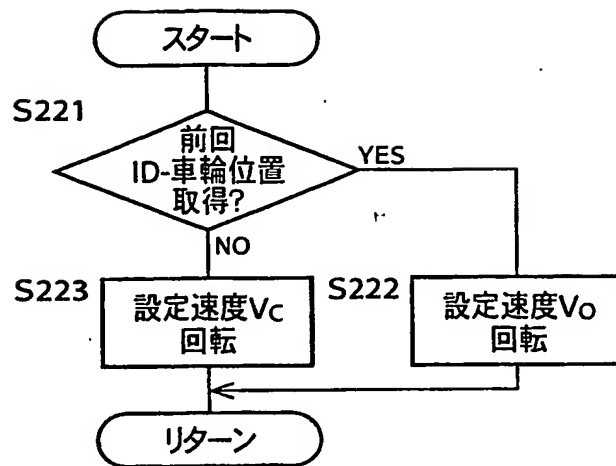 スタート
S221
前回
ID-車輪位置
取得?
YES
NO
S223
設定速度VC
回転
S222
設定速度VO
回転
リターン